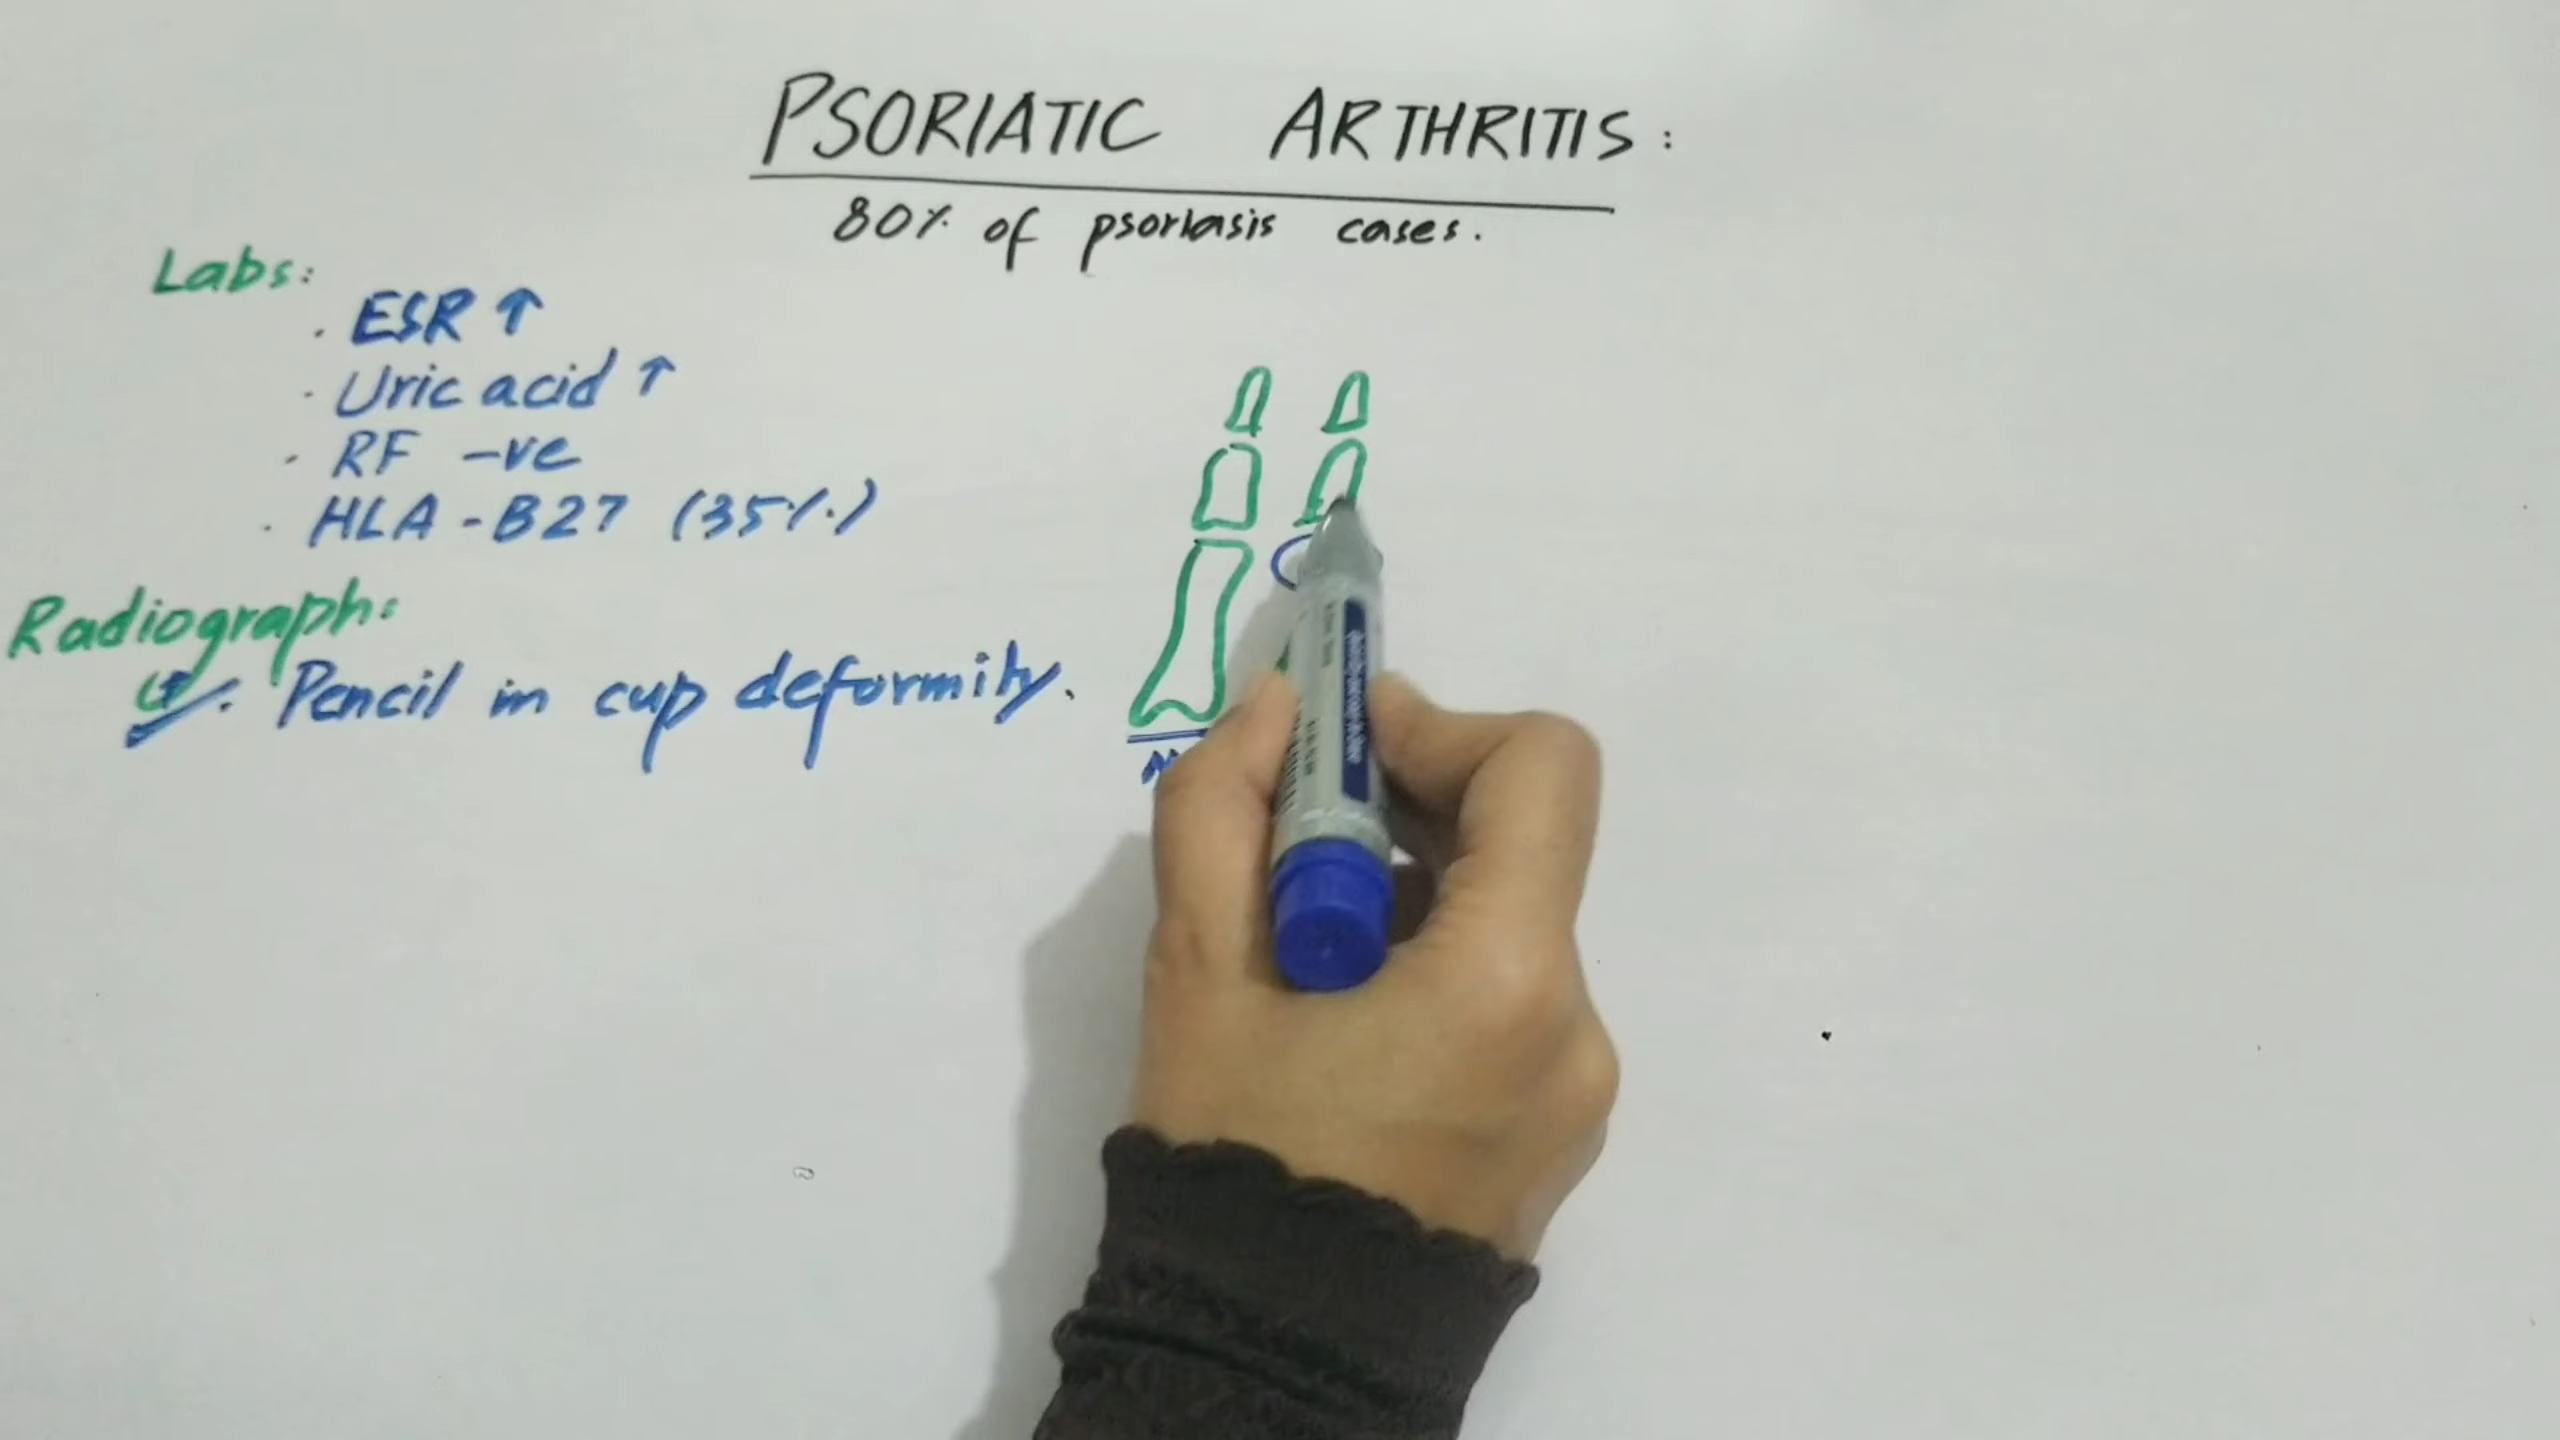 PSORIATIC ARTHRITIS:
80% of psoriasis cases.
Labs:
. ESR ↑
. Uric acid ↑
. RF -ve
. HLA-B27 (35%)
Radiograph:
. Pencil in cup deformity.